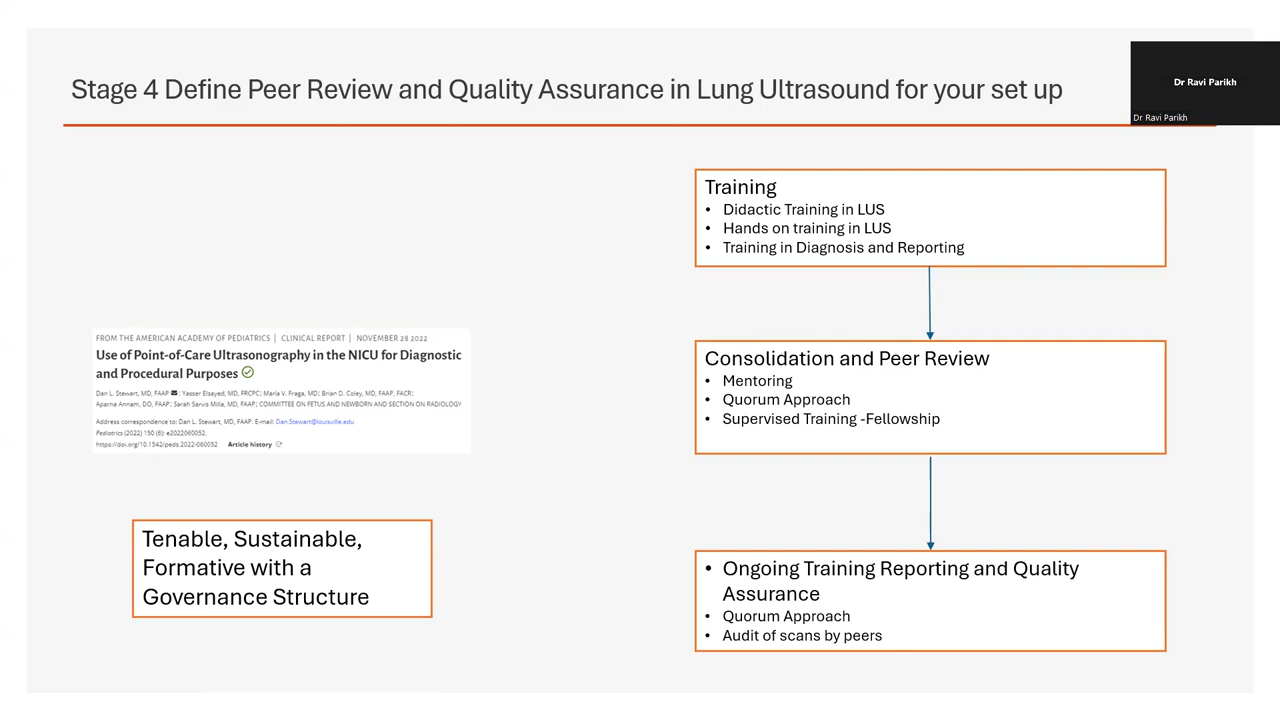 Stage 4 Define Peer Review and Quality Assurance in Lung Ultrasound for your set up
Dr Ravi Parikh
Dr Ravi Parikh
FROM THE AMERICAN ACADEMY OF PEDIATRICS | CLINICAL REPORT | NOVEMBER 28 2022
Use of Point-of-Care Ultrasonography in the NICU for Diagnostic
and Procedural Purposes
Dan L. Stewart, MD, FAAP; Yasser Elsayed, MD, FRCPC; María V. Fraga, MD; Brian D. Coley, MD, FAAP, FACR;
Aparna Annam, DO, FAAP; Sarah Sarvis Milla, MD, FAAP; COMMITTEE ON FETUS AND NEWBORN AND SECTION ON RADIOLOGY
Address correspondence to: Dan L. Stewart, MD, FAAP. E-mail: Dan.Stewart@louisville.edu
Pediatrics (2022) 150 (6): e2022060052.
https://doi.org/10.1542/peds.2022-060052 Article history
Tenable, Sustainable,
Formative with a
Governance Structure
Training
• Didactic Training in LUS
• Hands on training in LUS
• Training in Diagnosis and Reporting
Consolidation and Peer Review
• Mentoring
• Quorum Approach
• Supervised Training -Fellowship
• Ongoing Training Reporting and Quality
Assurance
• Quorum Approach
• Audit of scans by peers